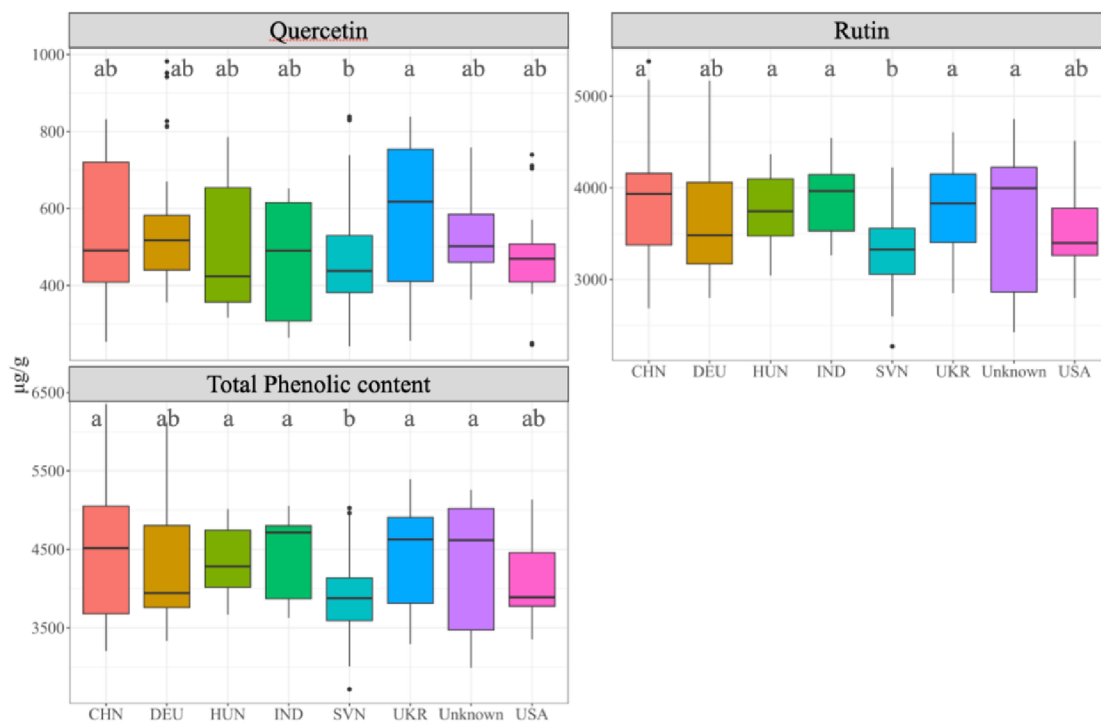 Quercetin
1000
800
600
400
ab ab ab ab b a ab ab
Rutin
5000
4000
3000
a ab a a b a a ab
CHN DEU HUN IND SVN UKR Unknown USA
µg/g
Total Phenolic content
6500
5500
4500
3500
a ab a a b a a ab
CHN DEU HUN IND SVN UKR Unknown USA